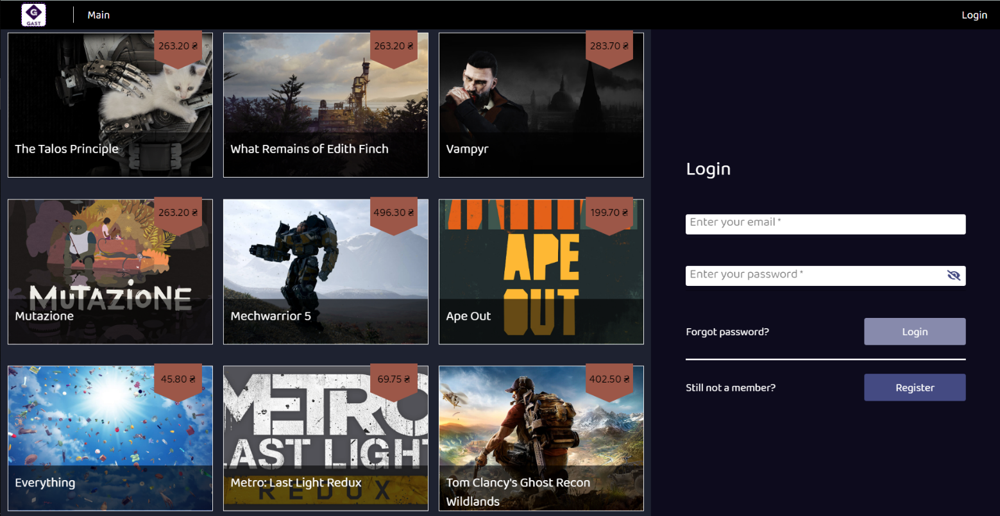 G
GAST
Main
Login
263.20 ₴
The Talos Principle
263.20 ₴
What Remains of Edith Finch
283.70 ₴
Vampyr
263.20 ₴
MUTAZIONE
Mutazione
496.30 ₴
Mechwarrior 5
199.70 ₴
APE
OUT
Ape Out
45.80 ₴
Everything
69.75 ₴
METRO
LAST LIGHT
REDUX
Metro: Last Light Redux
402.50 ₴
Tom Clancy's Ghost Recon
Wildlands
Login
Enter your email *
Enter your password *
Forgot password?
Login
Still not a member?
Register